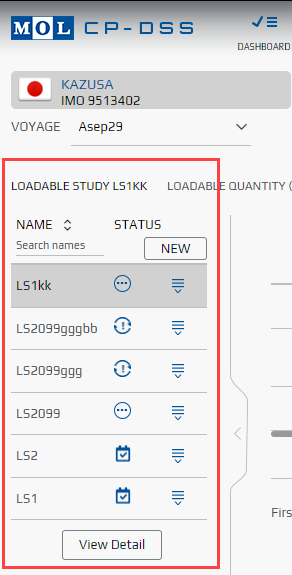 MOL CP-DSS
DASHBOARD
KAZUSA
IMO 9513402
VOYAGE Asep29
LOADABLE STUDY LS1KK LOADABLE QUANTITY (
NAME STATUS
Search names
NEW
LS1kk
LS2099gggbb
LS2099ggg
LS2099
LS2
LS1
Firs
View Detail